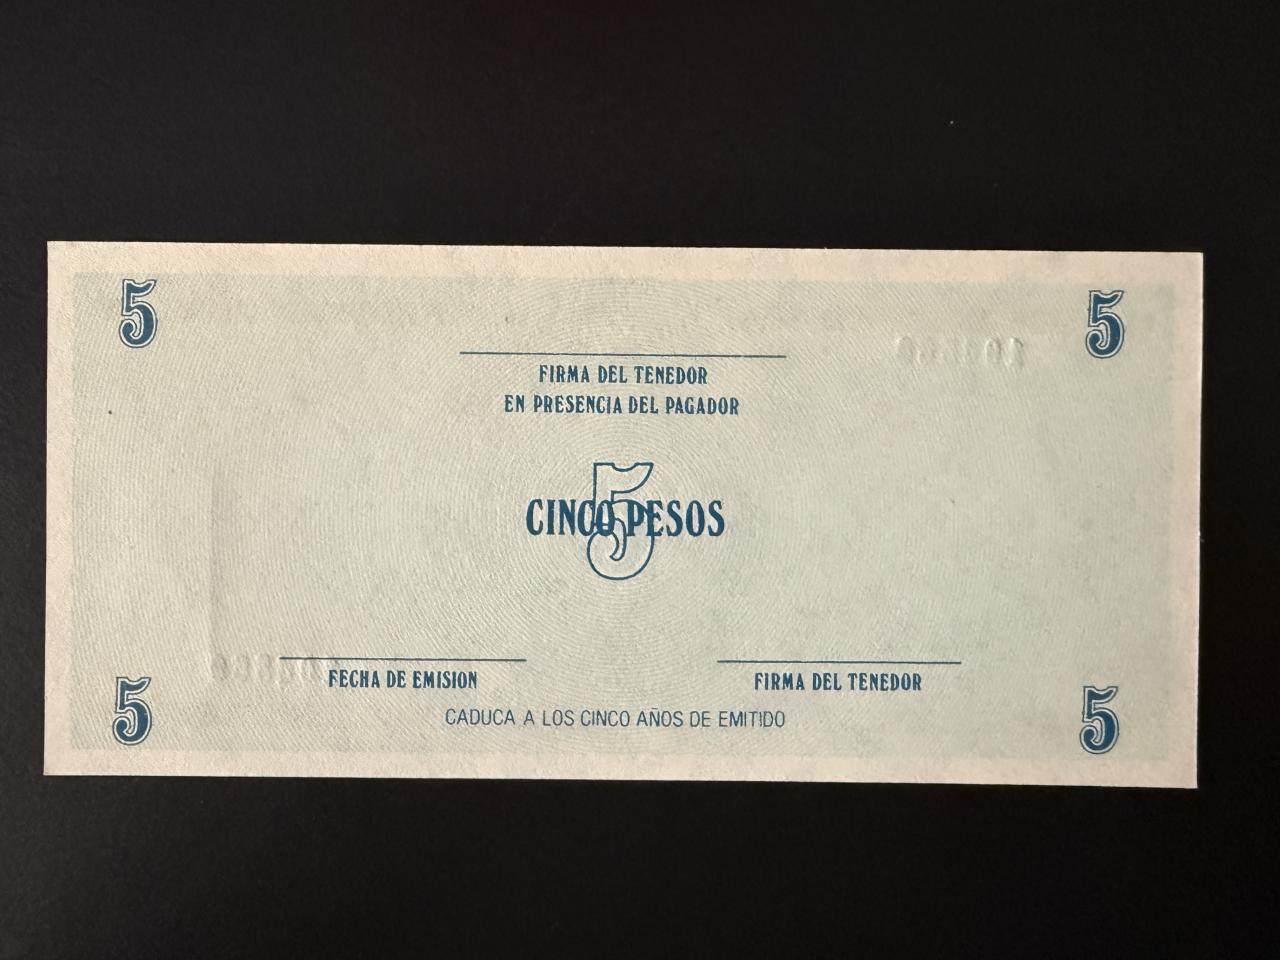 5 5
FIRMA DEL TENEDOR
EN PRESENCIA DEL PAGADOR
5
CINCO PESOS
FECHA DE EMISION
FIRMA DEL TENEDOR
CADUCA A LOS CINCO AÑOS DE EMITIDO
5 5